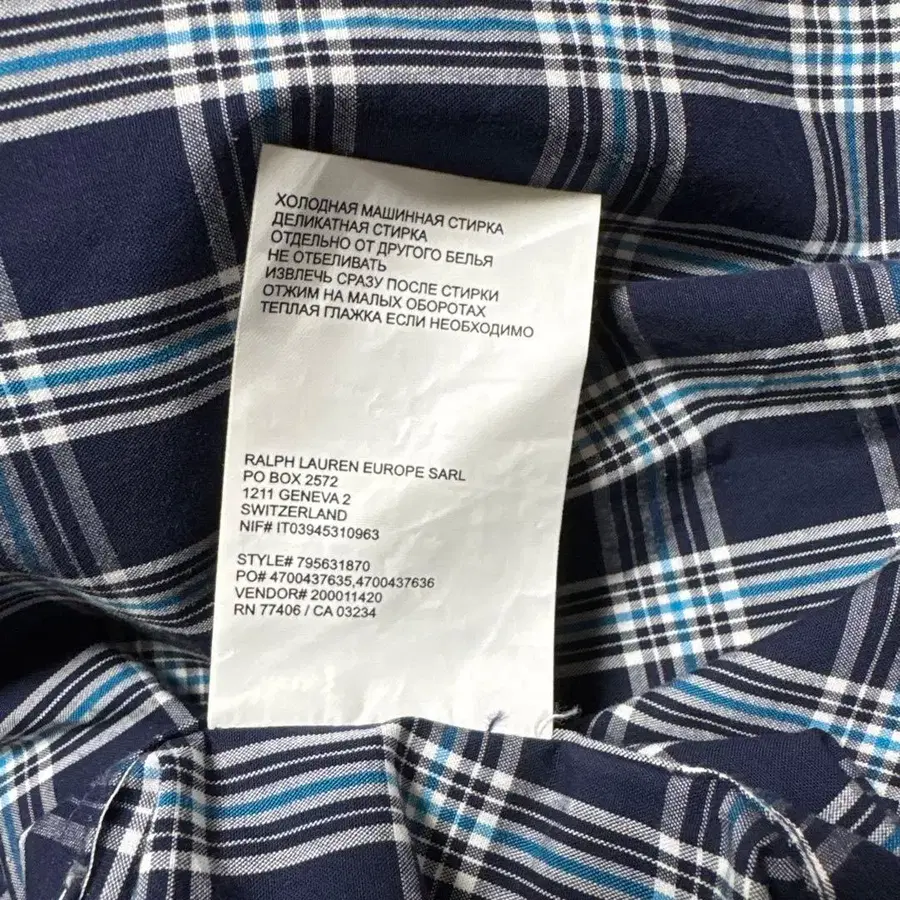 ХОЛОДНАЯ МАШИННАЯ СТИРКА
ДЕЛИКАТНАЯ СТИРКА
ОТДЕЛЬНО ОТ ДРУГОГО БЕЛЬЯ
НЕ ОТБЕЛИВАТЬ
ИЗВЛЕЧЬ СРАЗУ ПОСЛЕ СТИРКИ
ОТЖИМ НА МАЛЫХ ОБОРОТАХ
ТЕПЛАЯ ГЛАЖКА ЕСЛИ НЕОБХОДИМО
RALPH LAUREN EUROPE SARL
PO BOX 2572
1211 GENEVA 2
SWITZERLAND
NIF# IT03945310963
STYLE# 795631870
PO# 4700437635,4700437636
VENDOR# 200011420
RN 77406 / CA 03234